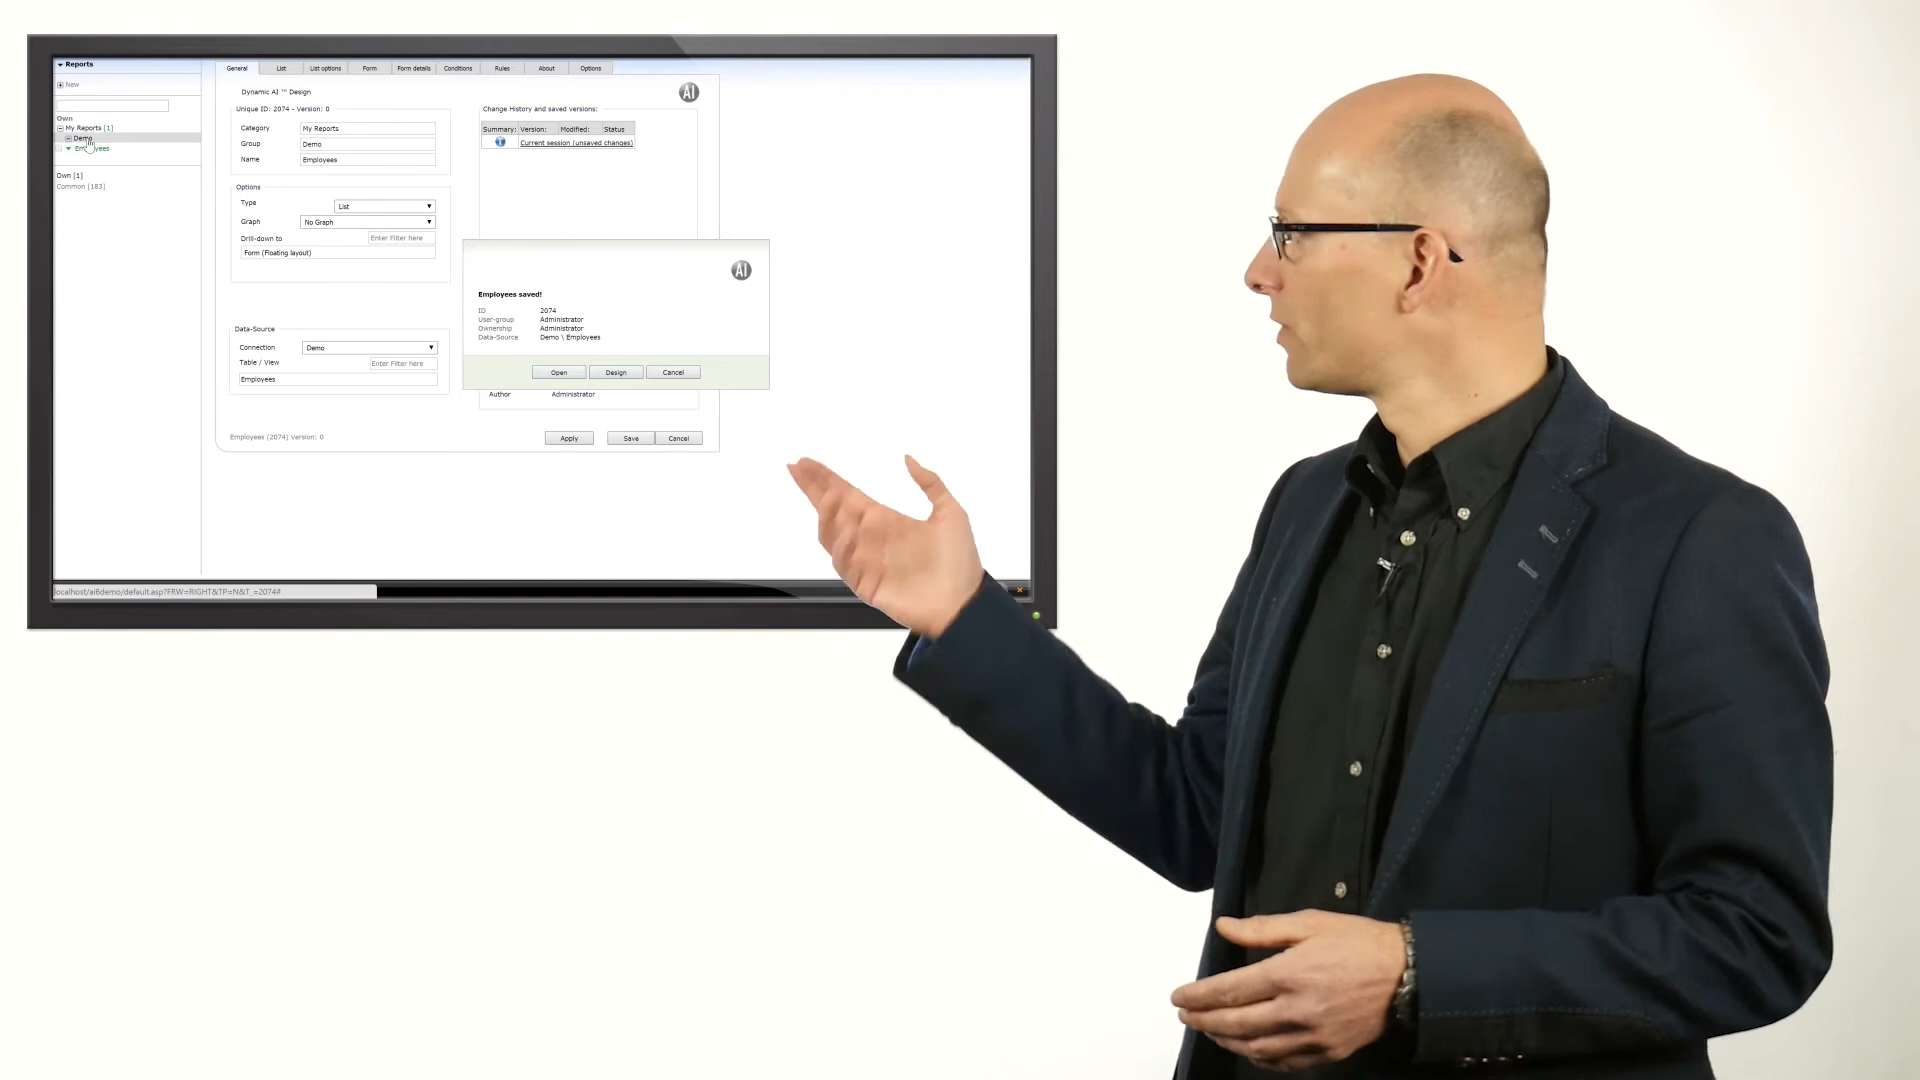 Reports
New
Own
My Reports [1]
Demo
Own [1]
Common [183]
General List List options Form Form details Conditions Rules About Options
Dynamic AI ™ Design
AI
Unique ID: 2074 - Version: 0
Category My Reports
Group Demo
Name Employees
Options
Type List
Graph No Graph
Drill-down to Enter Filter here
Form (Floating layout)
Data-Source
Connection Demo
Table / View Enter Filter here
Employees
Change History and saved versions:
Summary: Version: Modified: Status
Current session (unsaved changes)
AI
Employees saved!
ID 2074
User-group Administrator
Ownership Administrator
Data-Source Demo \ Employees
Open Design Cancel
Author Administrator
Employees (2074) Version: 0
Apply Save Cancel
localhost/ai6demo/default.asp?FRW=RIGHT&TP=N&T_=2074#